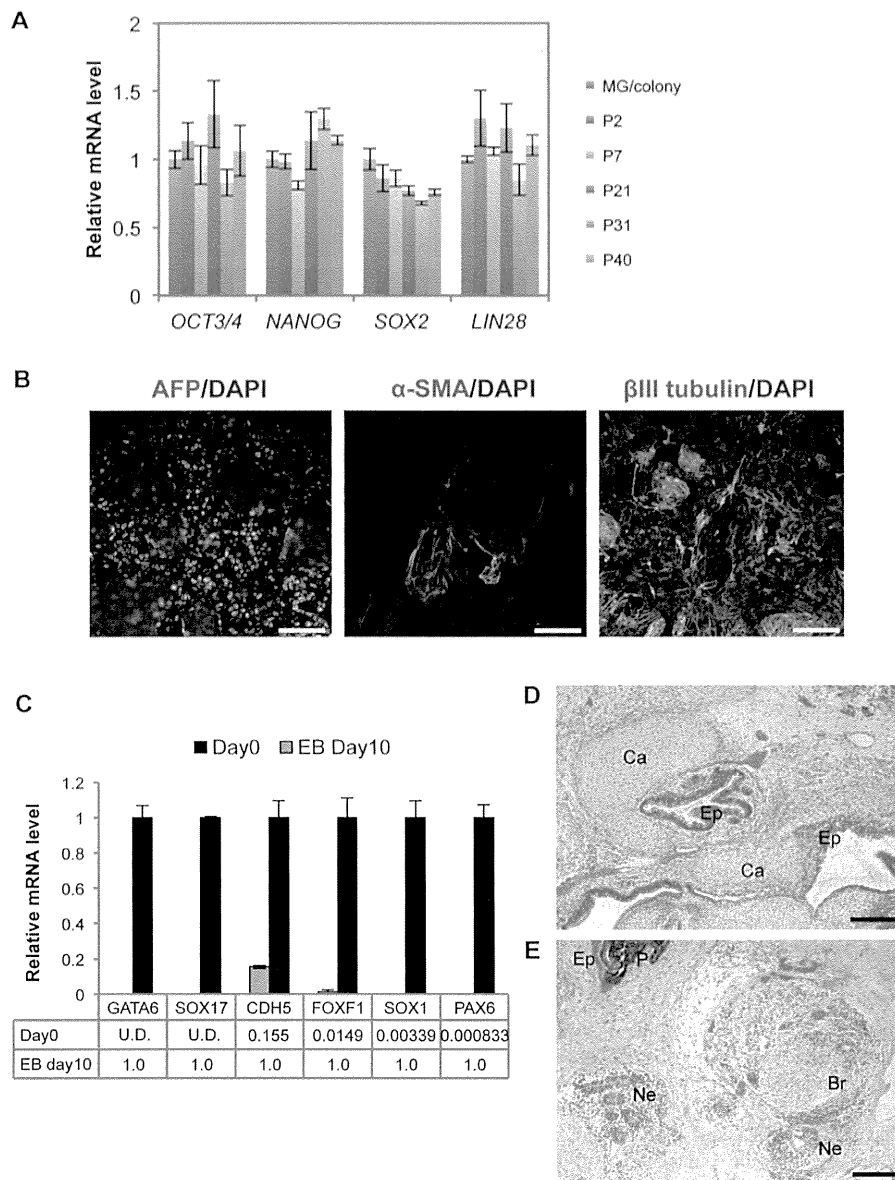 A
Relative mRNA level
2
1.5
1
0.5
0
OCT3/4 NANOG SOX2 LIN28
MG/colony
P2
P7
P21
P31
P40
B
AFP/DAPI α-SMA/DAPI βIII tubulin/DAPI
C
Day0 EB Day10
Relative mRNA level
1.2
1
0.8
0.6
0.4
0.2
0
GATA6 SOX17 CDH5 FOXF1 SOX1 PAX6
Day0 U.D. U.D. 0.155 0.0149 0.00339 0.000833
EB day10 1.0 1.0 1.0 1.0 1.0 1.0
D
Ca
Ep
Ep
Ca
E
Ep P
Br
Ne
Ne